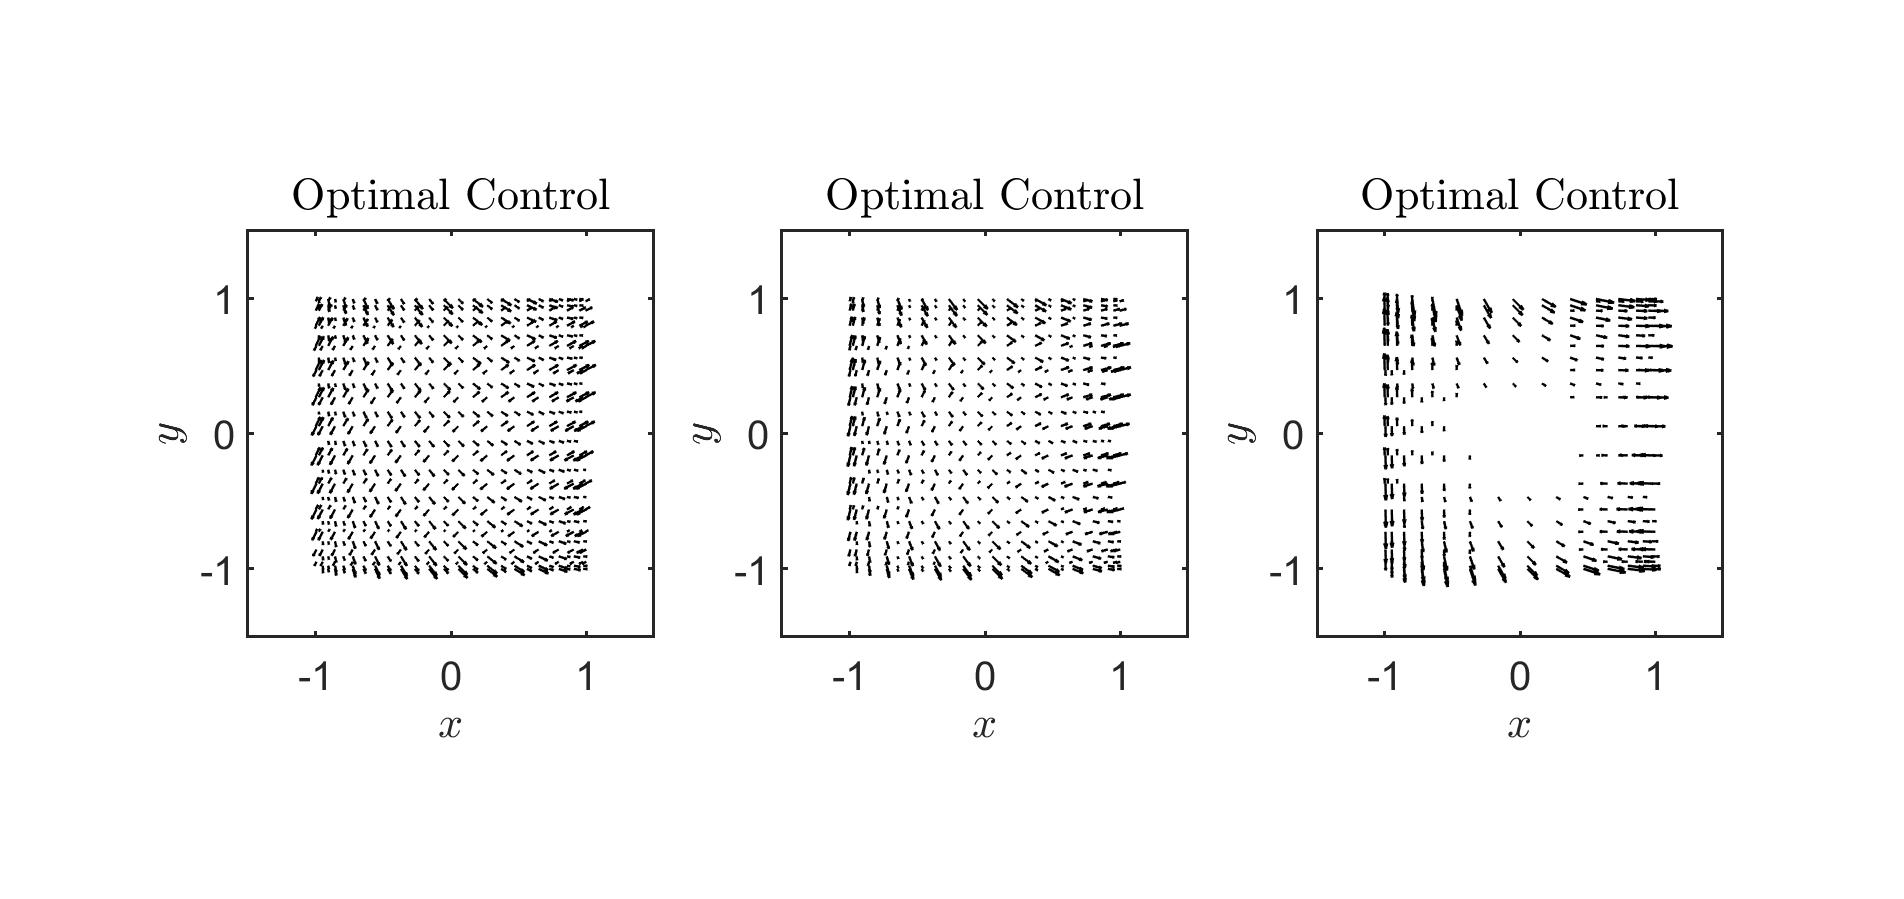 Optimal Control Optimal Control Optimal Control
1 1 1
y 0 y 0 y 0
-1 -1 -1
-1 0 1 -1 0 1 -1 0 1
x x x